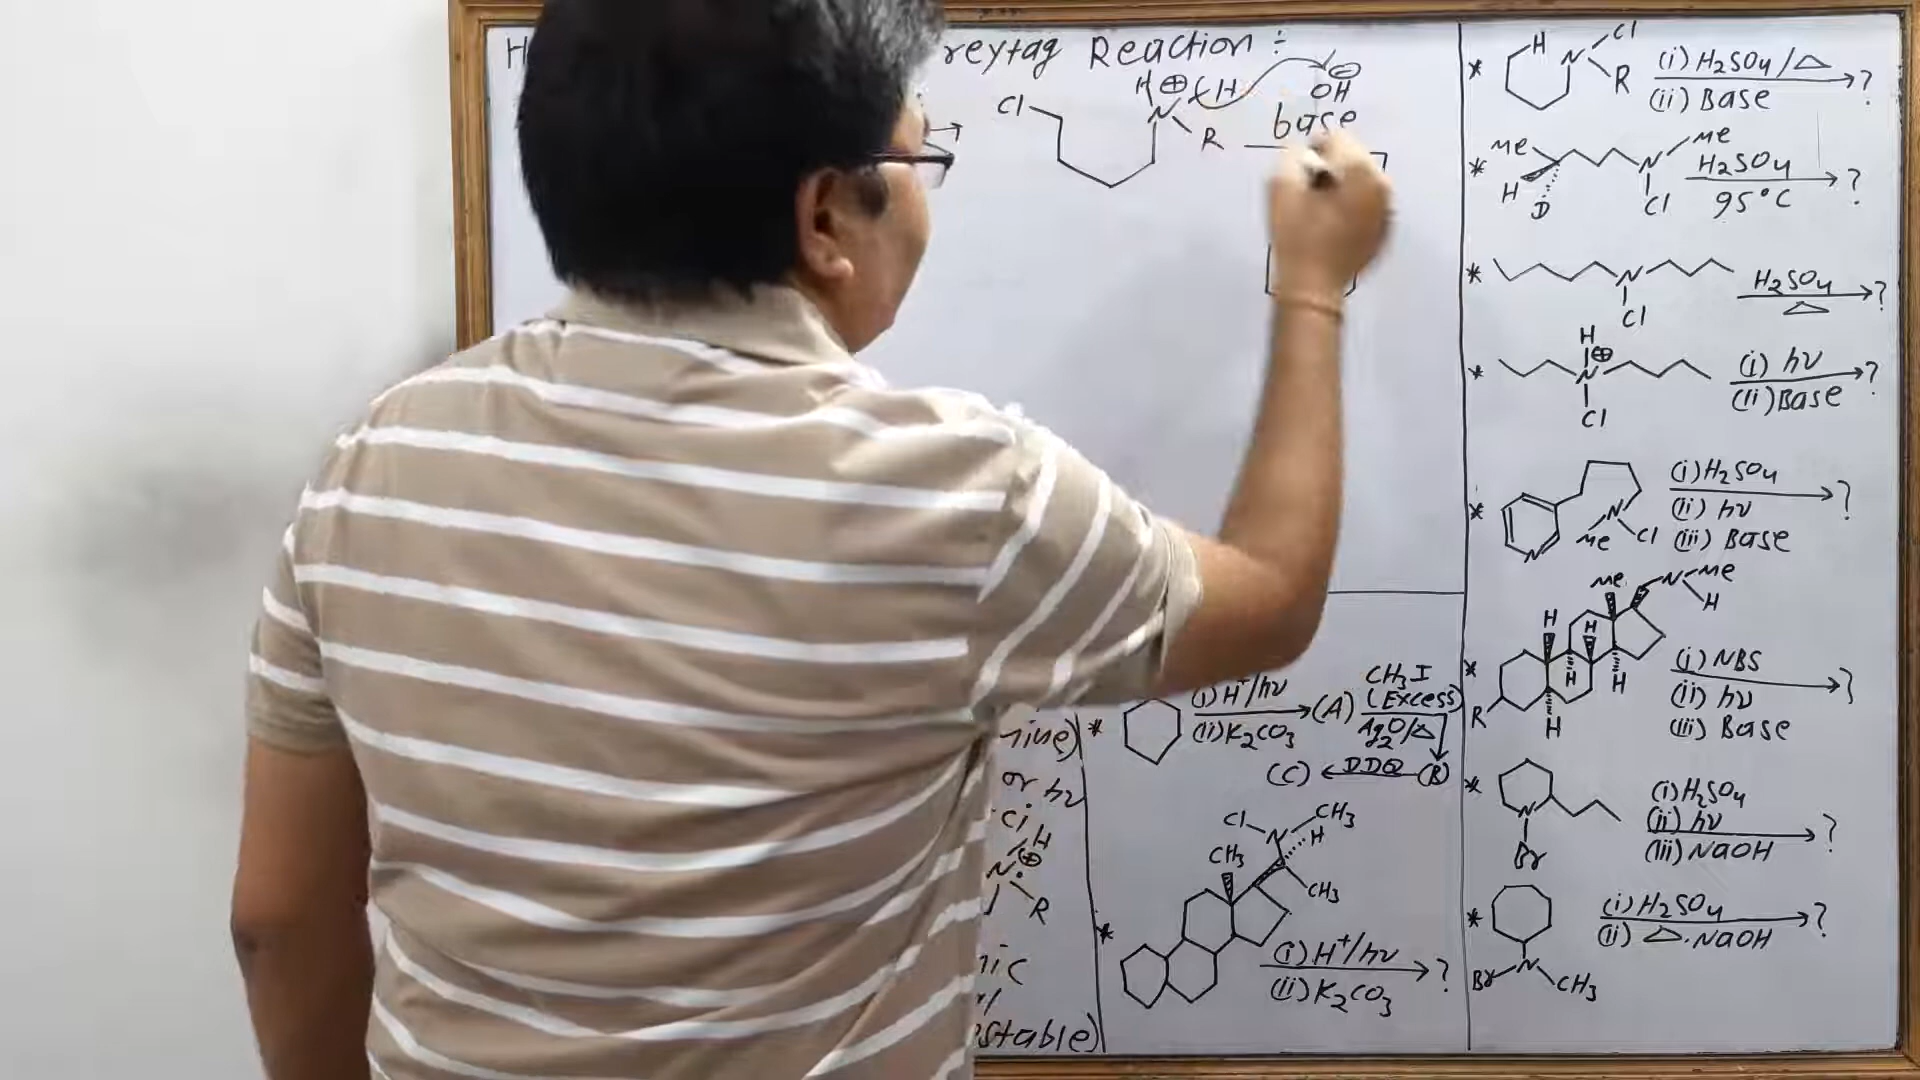 Reaction :
H ⊕ H ⊖
Cl N OH
R base
* H N Cl R (i) H2SO4/△ → ?
(ii) Base
* Me H D N Me Cl H2SO4 → ?
95°C
* N Cl H2SO4 → ?
△
* H N ⊕ Cl (i) hν → ?
(ii) Base
* N Me N Cl (i) H2SO4 → ?
(ii) hν
(iii) Base
* R H H H H H Me N Me H (i) NBS → ?
(ii) hν
(iii) Base
* N Br (i) H2SO4
(ii) hν → ?
(iii) NaOH
* Br N CH3 (i) H2SO4 → ?
(ii) △.NaOH
* (i) H+/hν → (A) CH3I
(ii) K2CO3 (Excess)
Ag2O/△
(C) ← DDQ (B)
or hν
H
N ⊕
R
* Cl N CH3 H CH3 CH3 (i) H+/hν → ?
(ii) K2CO3